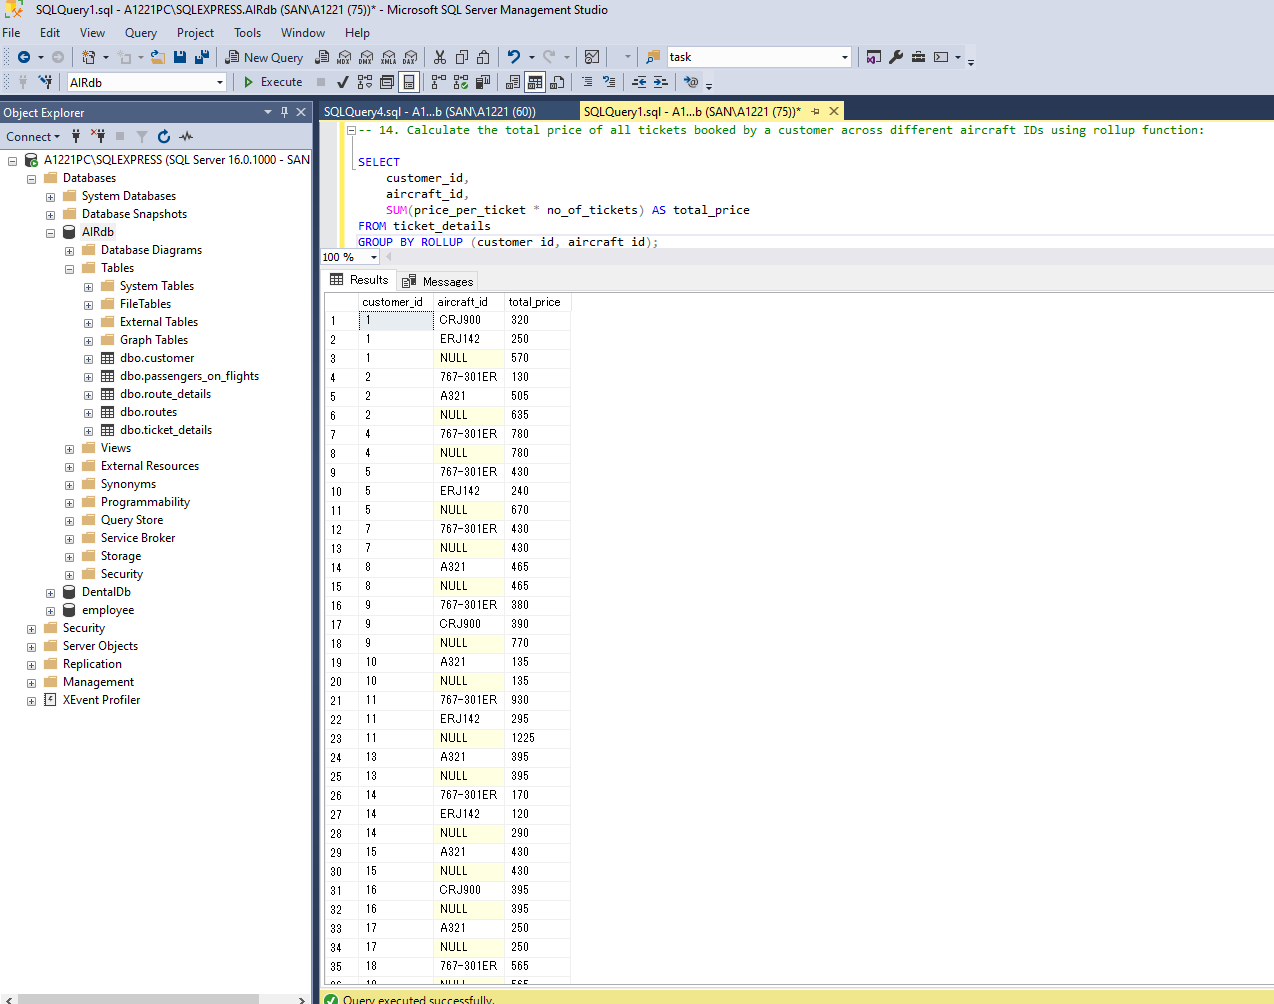 SQLQuery1.sql - A1221PC\SQLEXPRESS.AIRdb (SAN\A1221 (75))* - Microsoft SQL Server Management Studio
File Edit View Query Project Tools Window Help
New Query MDX DMX XMLA DAX task
AIRdb Execute
Object Explorer
Connect
A1221PC\SQLEXPRESS (SQL Server 16.0.1000 - SAN
Databases
System Databases
Database Snapshots
AIRdb
Database Diagrams
Tables
System Tables
FileTables
External Tables
Graph Tables
dbo.customer
dbo.passengers_on_flights
dbo.route_details
dbo.routes
dbo.ticket_details
Views
External Resources
Synonyms
Programmability
Query Store
Service Broker
Storage
Security
DentalDb
employee
Security
Server Objects
Replication
Management
XEvent Profiler
SQLQuery4.sql - A1...b (SAN\A1221 (60)) SQLQuery1.sql - A1...b (SAN\A1221 (75))*
-- 14. Calculate the total price of all tickets booked by a customer across different aircraft IDs using rollup function:
SELECT
customer_id,
aircraft_id,
SUM(price_per_ticket * no_of_tickets) AS total_price
FROM ticket_details
GROUP BY ROLLUP (customer_id, aircraft_id);
100 %
Results Messages
customer_id aircraft_id total_price
1 1 CRJ900 320
2 1 ERJ142 250
3 1 NULL 570
4 2 767-301ER 130
5 2 A321 505
6 2 NULL 635
7 4 767-301ER 780
8 4 NULL 780
9 5 767-301ER 430
10 5 ERJ142 240
11 5 NULL 670
12 7 767-301ER 430
13 7 NULL 430
14 8 A321 465
15 8 NULL 465
16 9 767-301ER 380
17 9 CRJ900 390
18 9 NULL 770
19 10 A321 135
20 10 NULL 135
21 11 767-301ER 930
22 11 ERJ142 295
23 11 NULL 1225
24 13 A321 395
25 13 NULL 395
26 14 767-301ER 170
27 14 ERJ142 120
28 14 NULL 290
29 15 A321 430
30 15 NULL 430
31 16 CRJ900 395
32 16 NULL 395
33 17 A321 250
34 17 NULL 250
35 18 767-301ER 565
Query executed successfully.